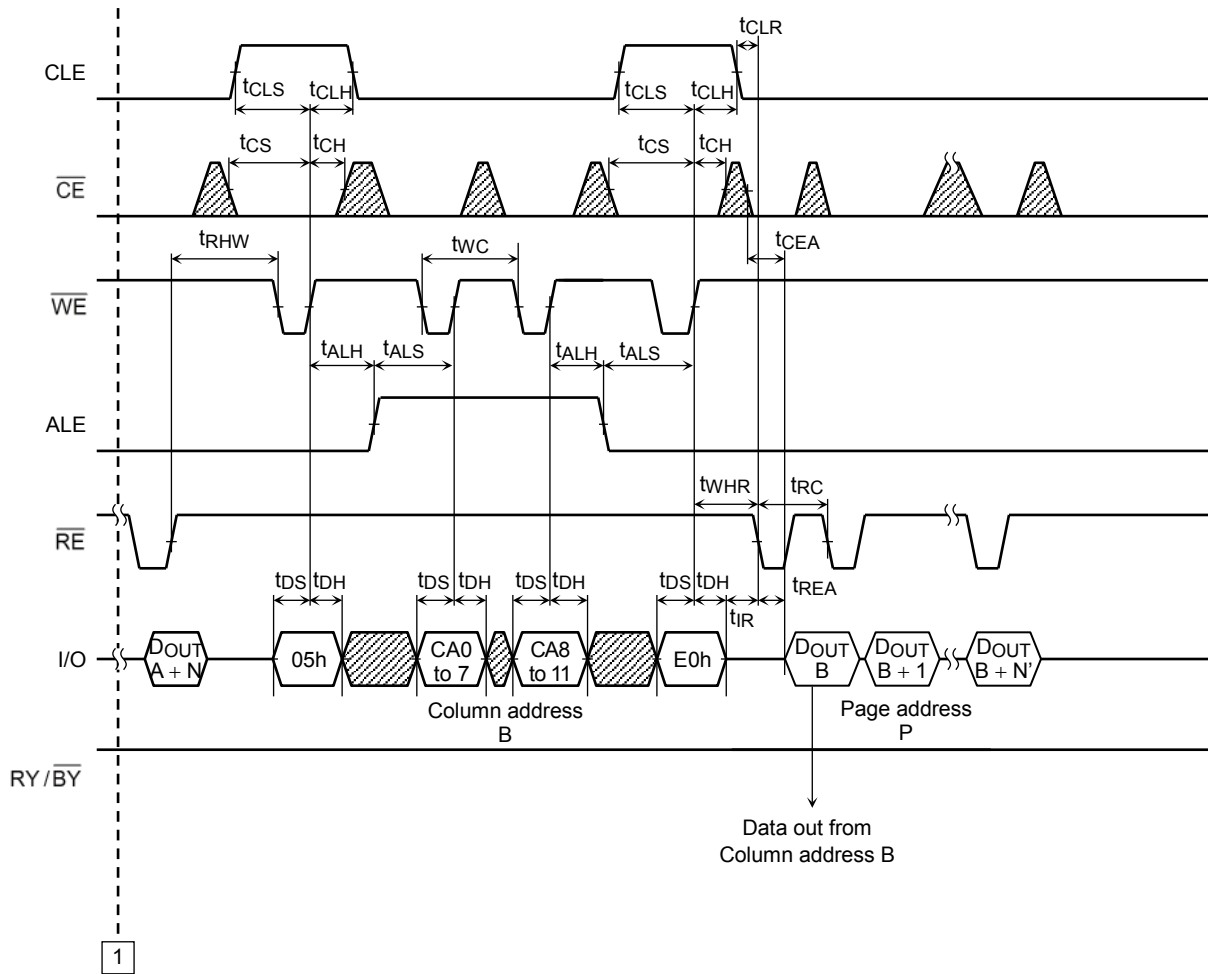 tCLR
CLE
tCLS tCLH tCLS tCLH
tCS tCH tCS tCH
CE
tCEA
tRHW tWC
WE
tALH tALS tALH tALS
ALE
tWHR tRC
RE
tDS tDH tDS tDH tDS tDH tDS tDH tREA
tIR
I/O
DOUT
A + N
05h
CA0
to 7
CA8
to 11
E0h
DOUT
B
DOUT
B + 1
DOUT
B + N’
Column address
B
Page address
P
RY / BY
Data out from
Column address B
1